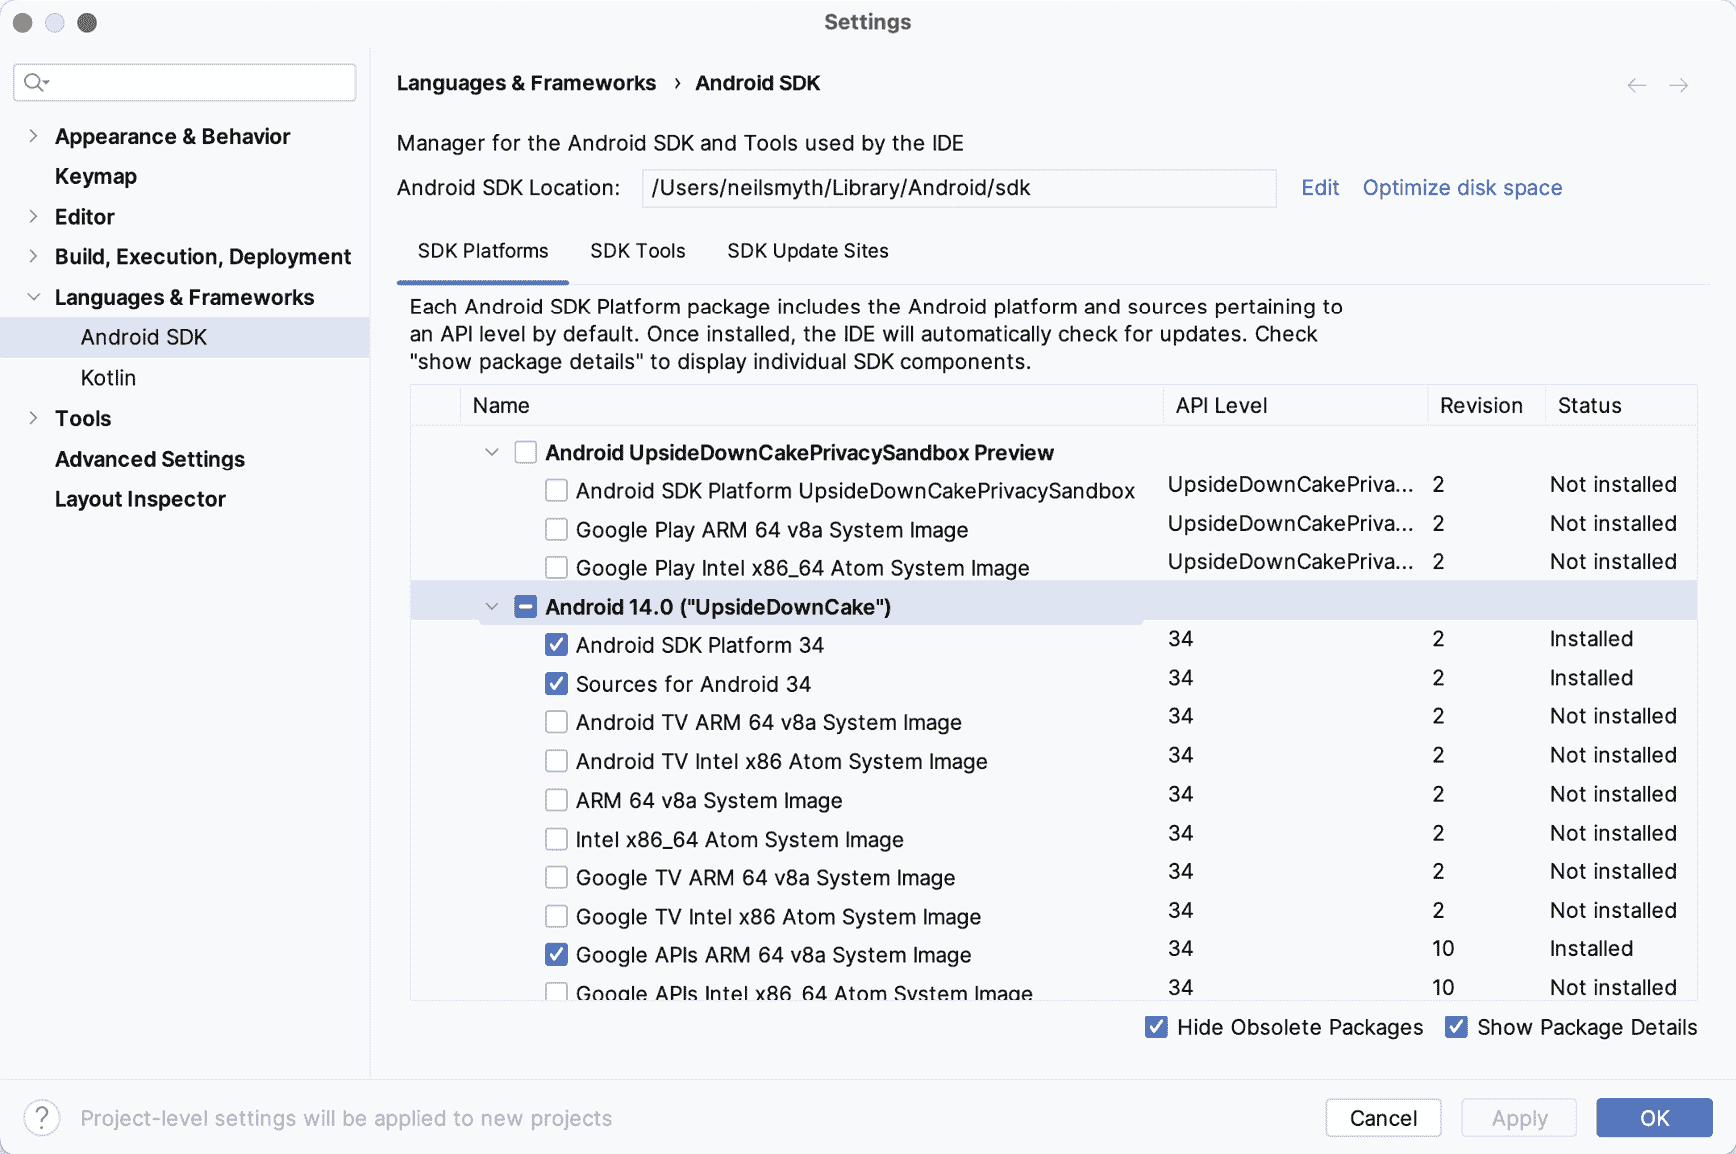 Settings
Appearance & Behavior
Keymap
Editor
Build, Execution, Deployment
Languages & Frameworks
Android SDK
Kotlin
Tools
Advanced Settings
Layout Inspector
Languages & Frameworks › Android SDK
Manager for the Android SDK and Tools used by the IDE
Android SDK Location: /Users/neilsmyth/Library/Android/sdk Edit Optimize disk space
SDK Platforms SDK Tools SDK Update Sites
Each Android SDK Platform package includes the Android platform and sources pertaining to
an API level by default. Once installed, the IDE will automatically check for updates. Check
"show package details" to display individual SDK components.
Name API Level Revision Status
Android UpsideDownCakePrivacySandbox Preview
Android SDK Platform UpsideDownCakePrivacySandbox UpsideDownCakePriva... 2 Not installed
Google Play ARM 64 v8a System Image UpsideDownCakePriva... 2 Not installed
Google Play Intel x86_64 Atom System Image UpsideDownCakePriva... 2 Not installed
Android 14.0 ("UpsideDownCake")
Android SDK Platform 34 34 2 Installed
Sources for Android 34 34 2 Installed
Android TV ARM 64 v8a System Image 34 2 Not installed
Android TV Intel x86 Atom System Image 34 2 Not installed
ARM 64 v8a System Image 34 2 Not installed
Intel x86_64 Atom System Image 34 2 Not installed
Google TV ARM 64 v8a System Image 34 2 Not installed
Google TV Intel x86 Atom System Image 34 2 Not installed
Google APIs ARM 64 v8a System Image 34 10 Installed
Google APIs Intel x86_64 Atom System Image 34 10 Not installed
Hide Obsolete Packages Show Package Details
? Project-level settings will be applied to new projects
Cancel Apply OK